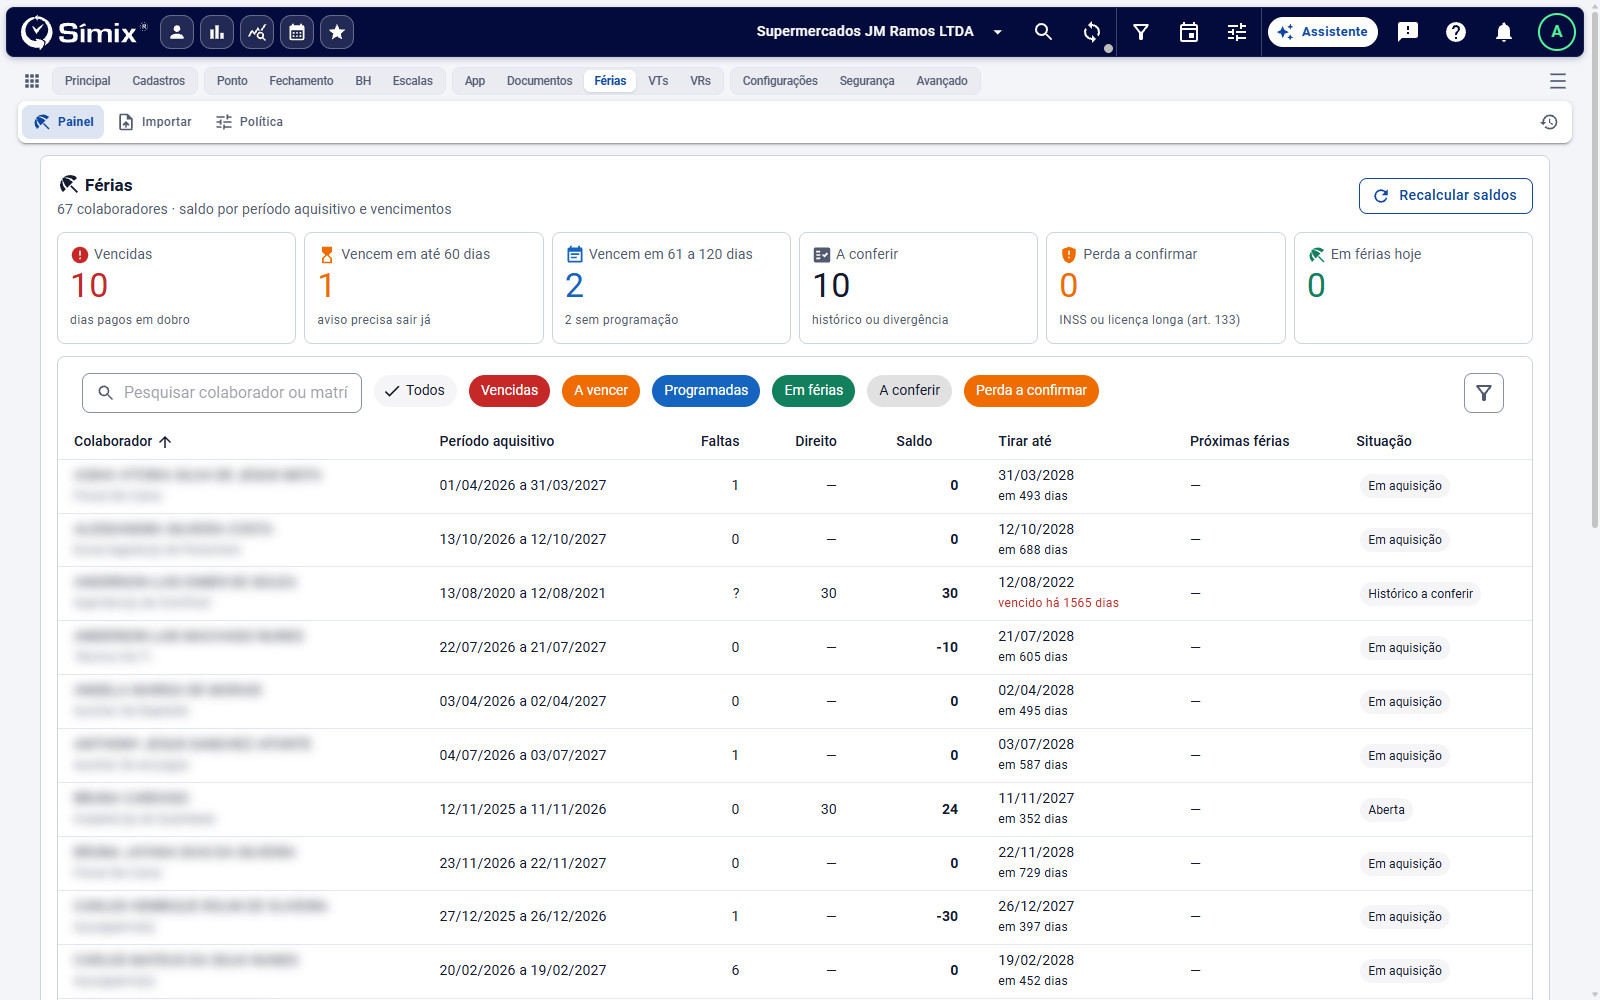 Símix
Supermercados JM Ramos LTDA
Assistente
A
Principal
Cadastros
Ponto
Fechamento
BH
Escalas
App
Documentos
Férias
VTs
VRs
Configurações
Segurança
Avançado
Painel
Importar
Política
Férias
67 colaboradores · saldo por período aquisitivo e vencimentos
Recalcular saldos
Vencidas
10
dias pagos em dobro
Vencem em até 60 dias
1
aviso precisa sair já
Vencem em 61 a 120 dias
2
2 sem programação
A conferir
10
histórico ou divergência
Perda a confirmar
0
INSS ou licença longa (art. 133)
Em férias hoje
0
Pesquisar colaborador ou matrí
Todos
Vencidas
A vencer
Programadas
Em férias
A conferir
Perda a confirmar
Colaborador Período aquisitivo Faltas Direito Saldo Tirar até Próximas férias Situação
01/04/2026 a 31/03/2027 1 — 0 31/03/2028 — Em aquisição
em 493 dias
13/10/2026 a 12/10/2027 0 — 0 12/10/2028 — Em aquisição
em 688 dias
13/08/2020 a 12/08/2021 ? 30 30 12/08/2022 — Histórico a conferir
vencido há 1565 dias
22/07/2026 a 21/07/2027 0 — -10 21/07/2028 — Em aquisição
em 605 dias
03/04/2026 a 02/04/2027 0 — 0 02/04/2028 — Em aquisição
em 495 dias
04/07/2026 a 03/07/2027 1 — 0 03/07/2028 — Em aquisição
em 587 dias
12/11/2025 a 11/11/2026 0 30 24 11/11/2027 — Aberta
em 352 dias
23/11/2026 a 22/11/2027 0 — 0 22/11/2028 — Em aquisição
em 729 dias
27/12/2025 a 26/12/2026 1 — -30 26/12/2027 — Em aquisição
em 397 dias
20/02/2026 a 19/02/2027 6 — 0 19/02/2028 — Em aquisição
em 452 dias